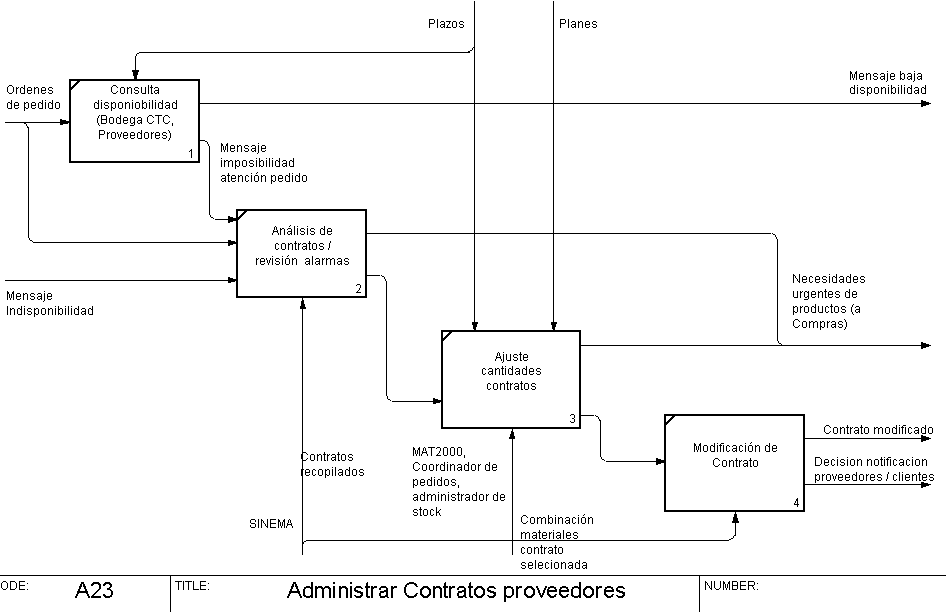 Plazos
Planes
Ordenes
de pedido
Consulta
disponiobilidad
(Bodega CTC,
Proveedores)
1
Mensaje baja
disponibilidad
Mensaje
imposibilidad
atención pedido
Análisis de
contratos /
revisión alarmas
2
Mensaje
Indisponibilidad
Necesidades
urgentes de
productos (a
Compras)
Ajuste
cantidades
contratos
3
Contrato modificado
Modificación de
Contrato
4
Decision notificacion
proveedores / clientes
Contratos
recopilados
MAT2000,
Coordinador de
pedidos,
administrador de
stock
SINEMA
Combinación
materiales
contrato
selecionada
ODE:
A23
TITLE:
Administrar Contratos proveedores
NUMBER: